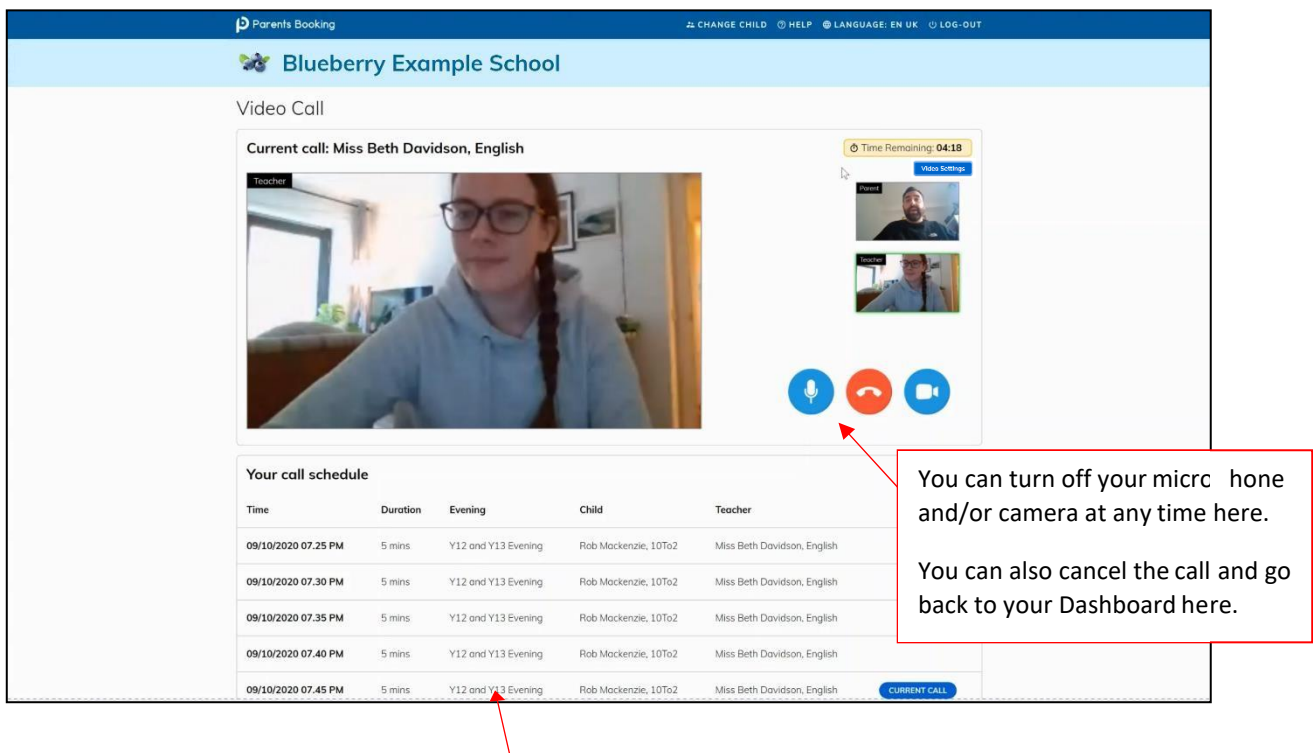 Parents Booking CHANGE CHILD HELP LANGUAGE: EN UK LOG-OUT
Blueberry Example School
Video Call
Current call: Miss Beth Davidson, English
Time Remaining: 04:18
Video Settings
Teacher
Parent
Teacher
You can turn off your micro hone
and/or camera at any time here.
You can also cancel the call and go
back to your Dashboard here.
Your call schedule
Time Duration Evening Child Teacher
09/10/2020 07.25 PM 5 mins Y12 and Y13 Evening Rob Mackenzie, 10To2 Miss Beth Davidson, English
09/10/2020 07.30 PM 5 mins Y12 and Y13 Evening Rob Mackenzie, 10To2 Miss Beth Davidson, English
09/10/2020 07.35 PM 5 mins Y12 and Y13 Evening Rob Mackenzie, 10To2 Miss Beth Davidson, English
09/10/2020 07.40 PM 5 mins Y12 and Y13 Evening Rob Mackenzie, 10To2 Miss Beth Davidson, English
09/10/2020 07.45 PM 5 mins Y12 and Y13 Evening Rob Mackenzie, 10To2 Miss Beth Davidson, English CURRENT CALL